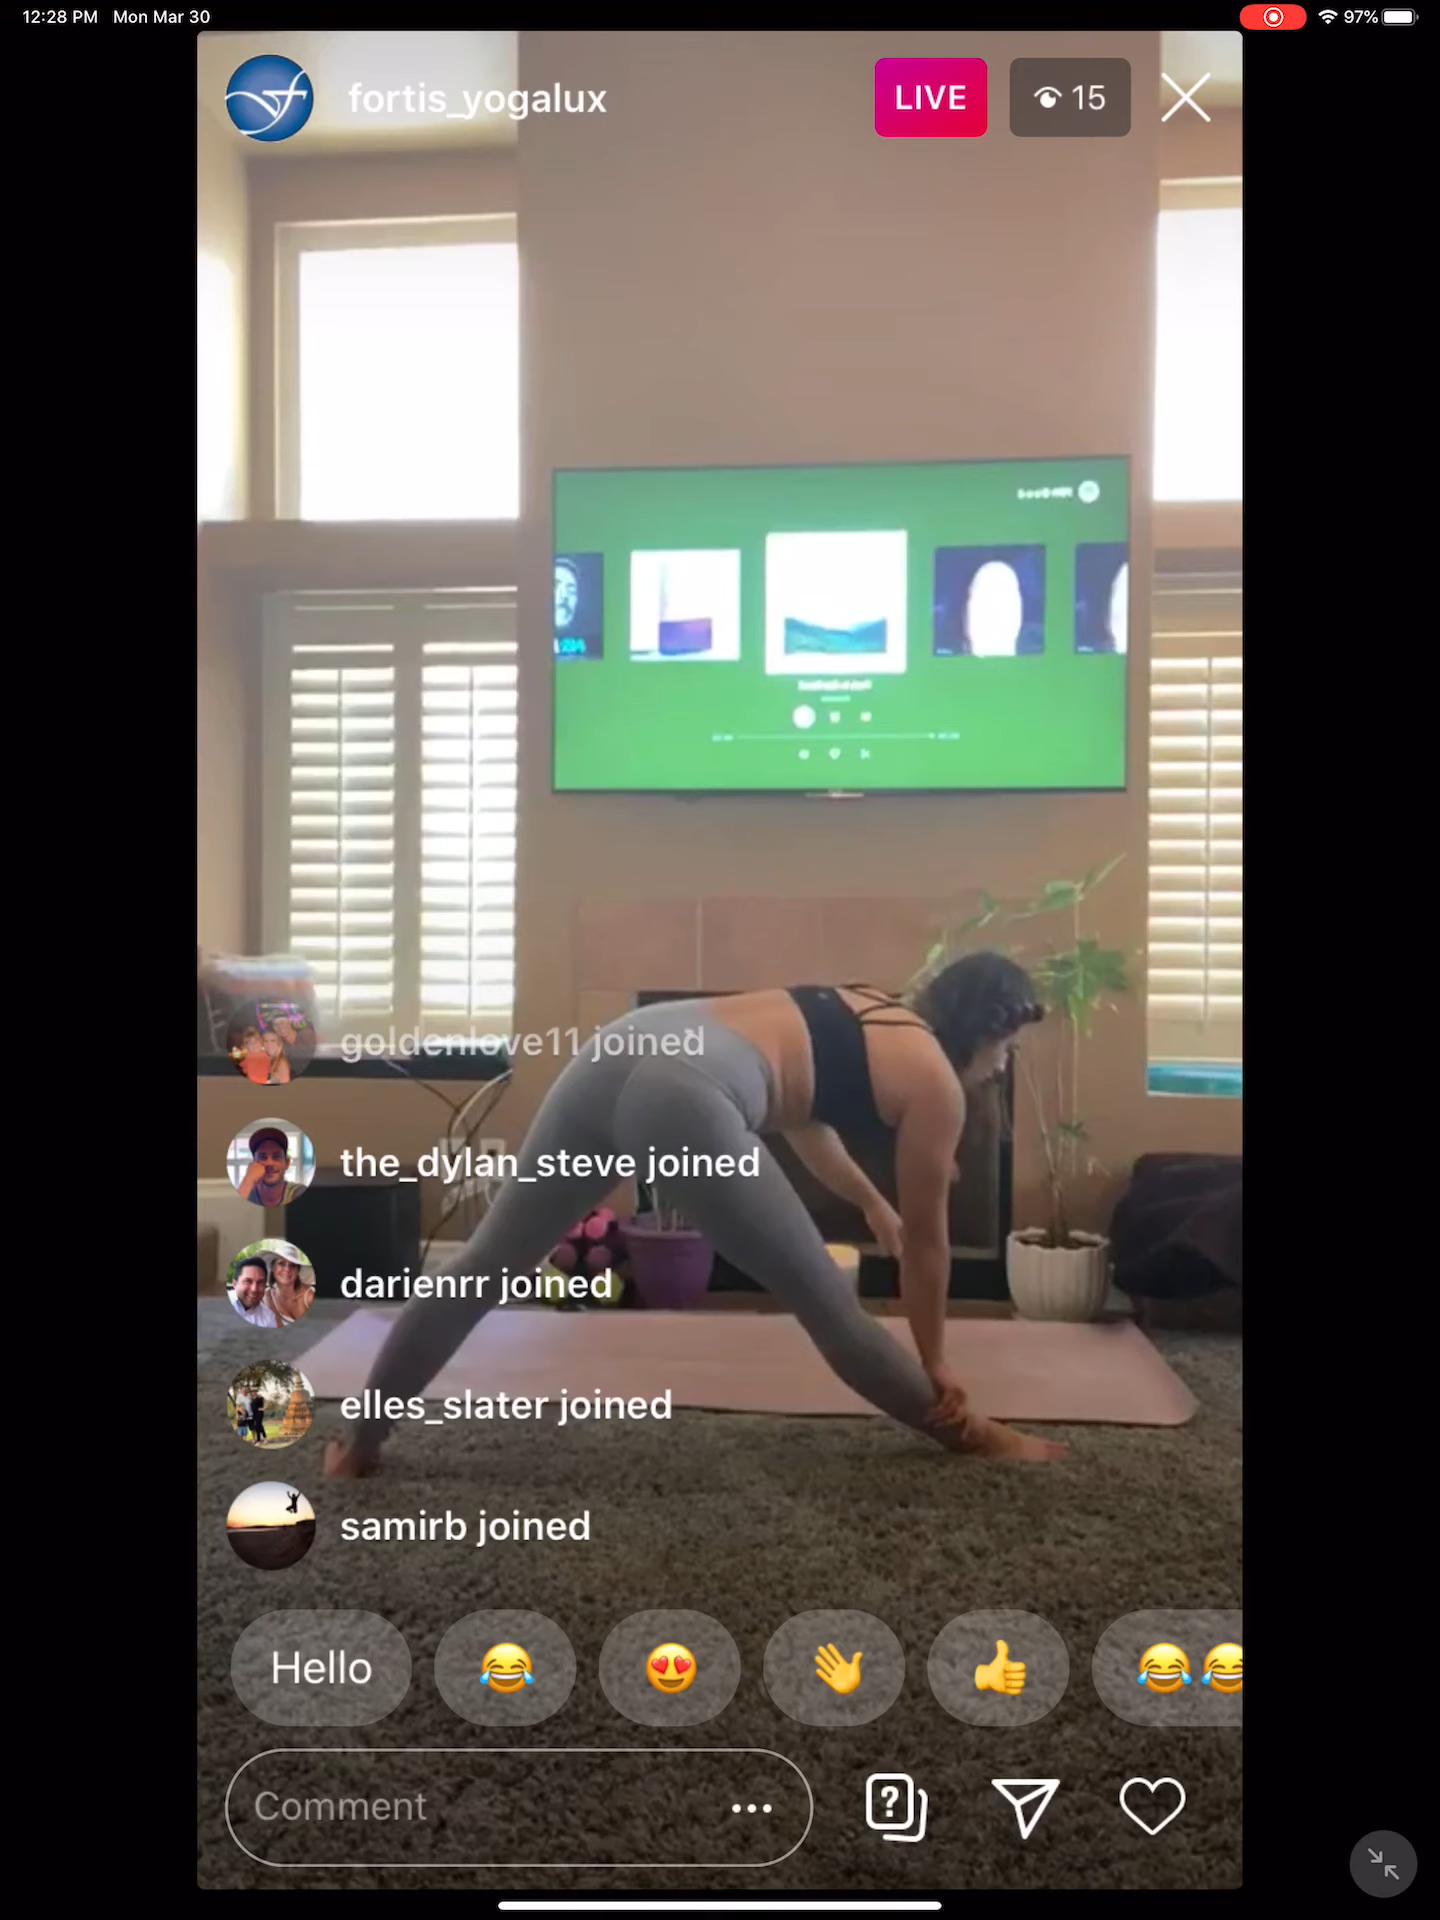 12:28 PM Mon Mar 30
97%
fortis_yogalux
LIVE
15
goldenlove11 joined
the_dylan_steve joined
darienrr joined
elles_slater joined
samirb joined
Hello
Comment